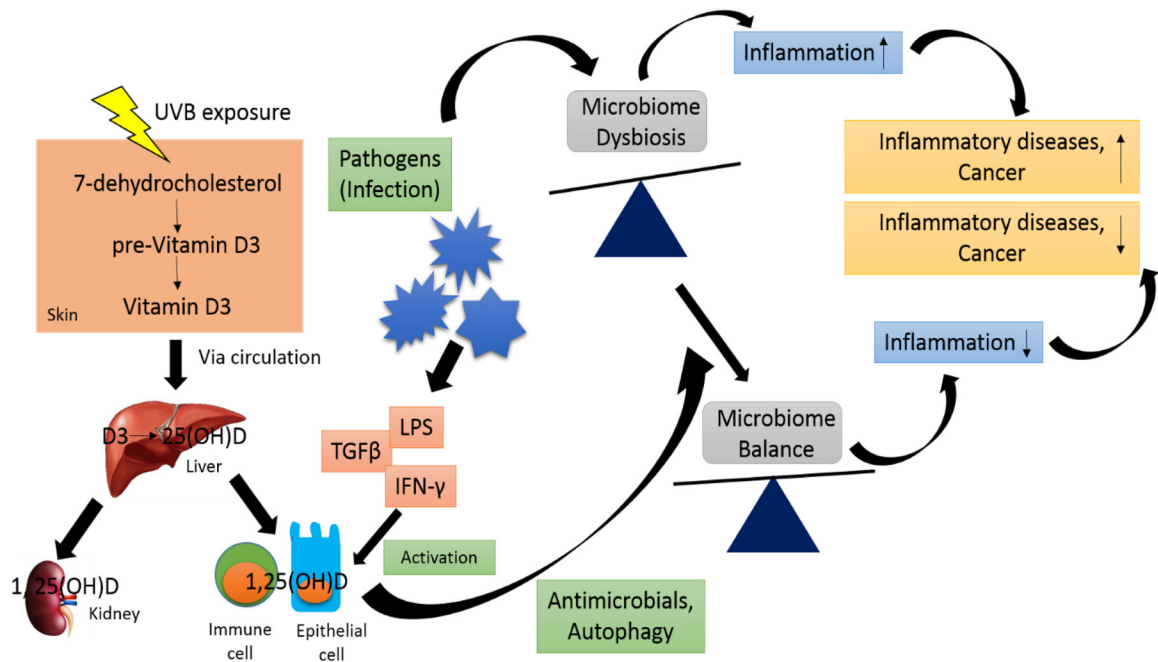 UVB exposure
7-dehydrocholesterol
pre-Vitamin D3
Vitamin D3
Skin
Via circulation
D3
25(OH)D
Liver
1,25(OH)D
Kidney
Pathogens
(Infection)
LPS
TGFβ
IFN-γ
1,25(OH)D
Immune
cell
Epithelial
cell
Activation
Antimicrobials,
Autophagy
Microbiome
Dysbiosis
Inflammation
Inflammatory diseases,
Cancer
Inflammatory diseases,
Cancer
Inflammation
Microbiome
Balance